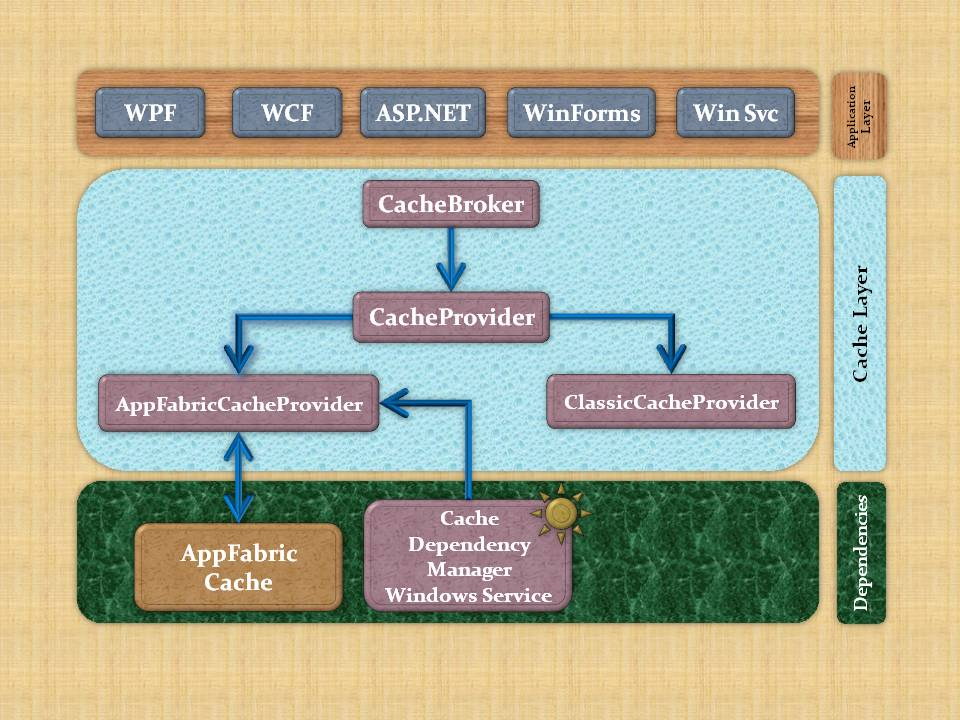 WPF
WCF
ASP.NET
WinForms
Win Svc
Application
Layer
CacheBroker
CacheProvider
AppFabricCacheProvider
ClassicCacheProvider
Cache Layer
AppFabric
Cache
Cache
Dependency
Manager
Windows Service
Dependencies